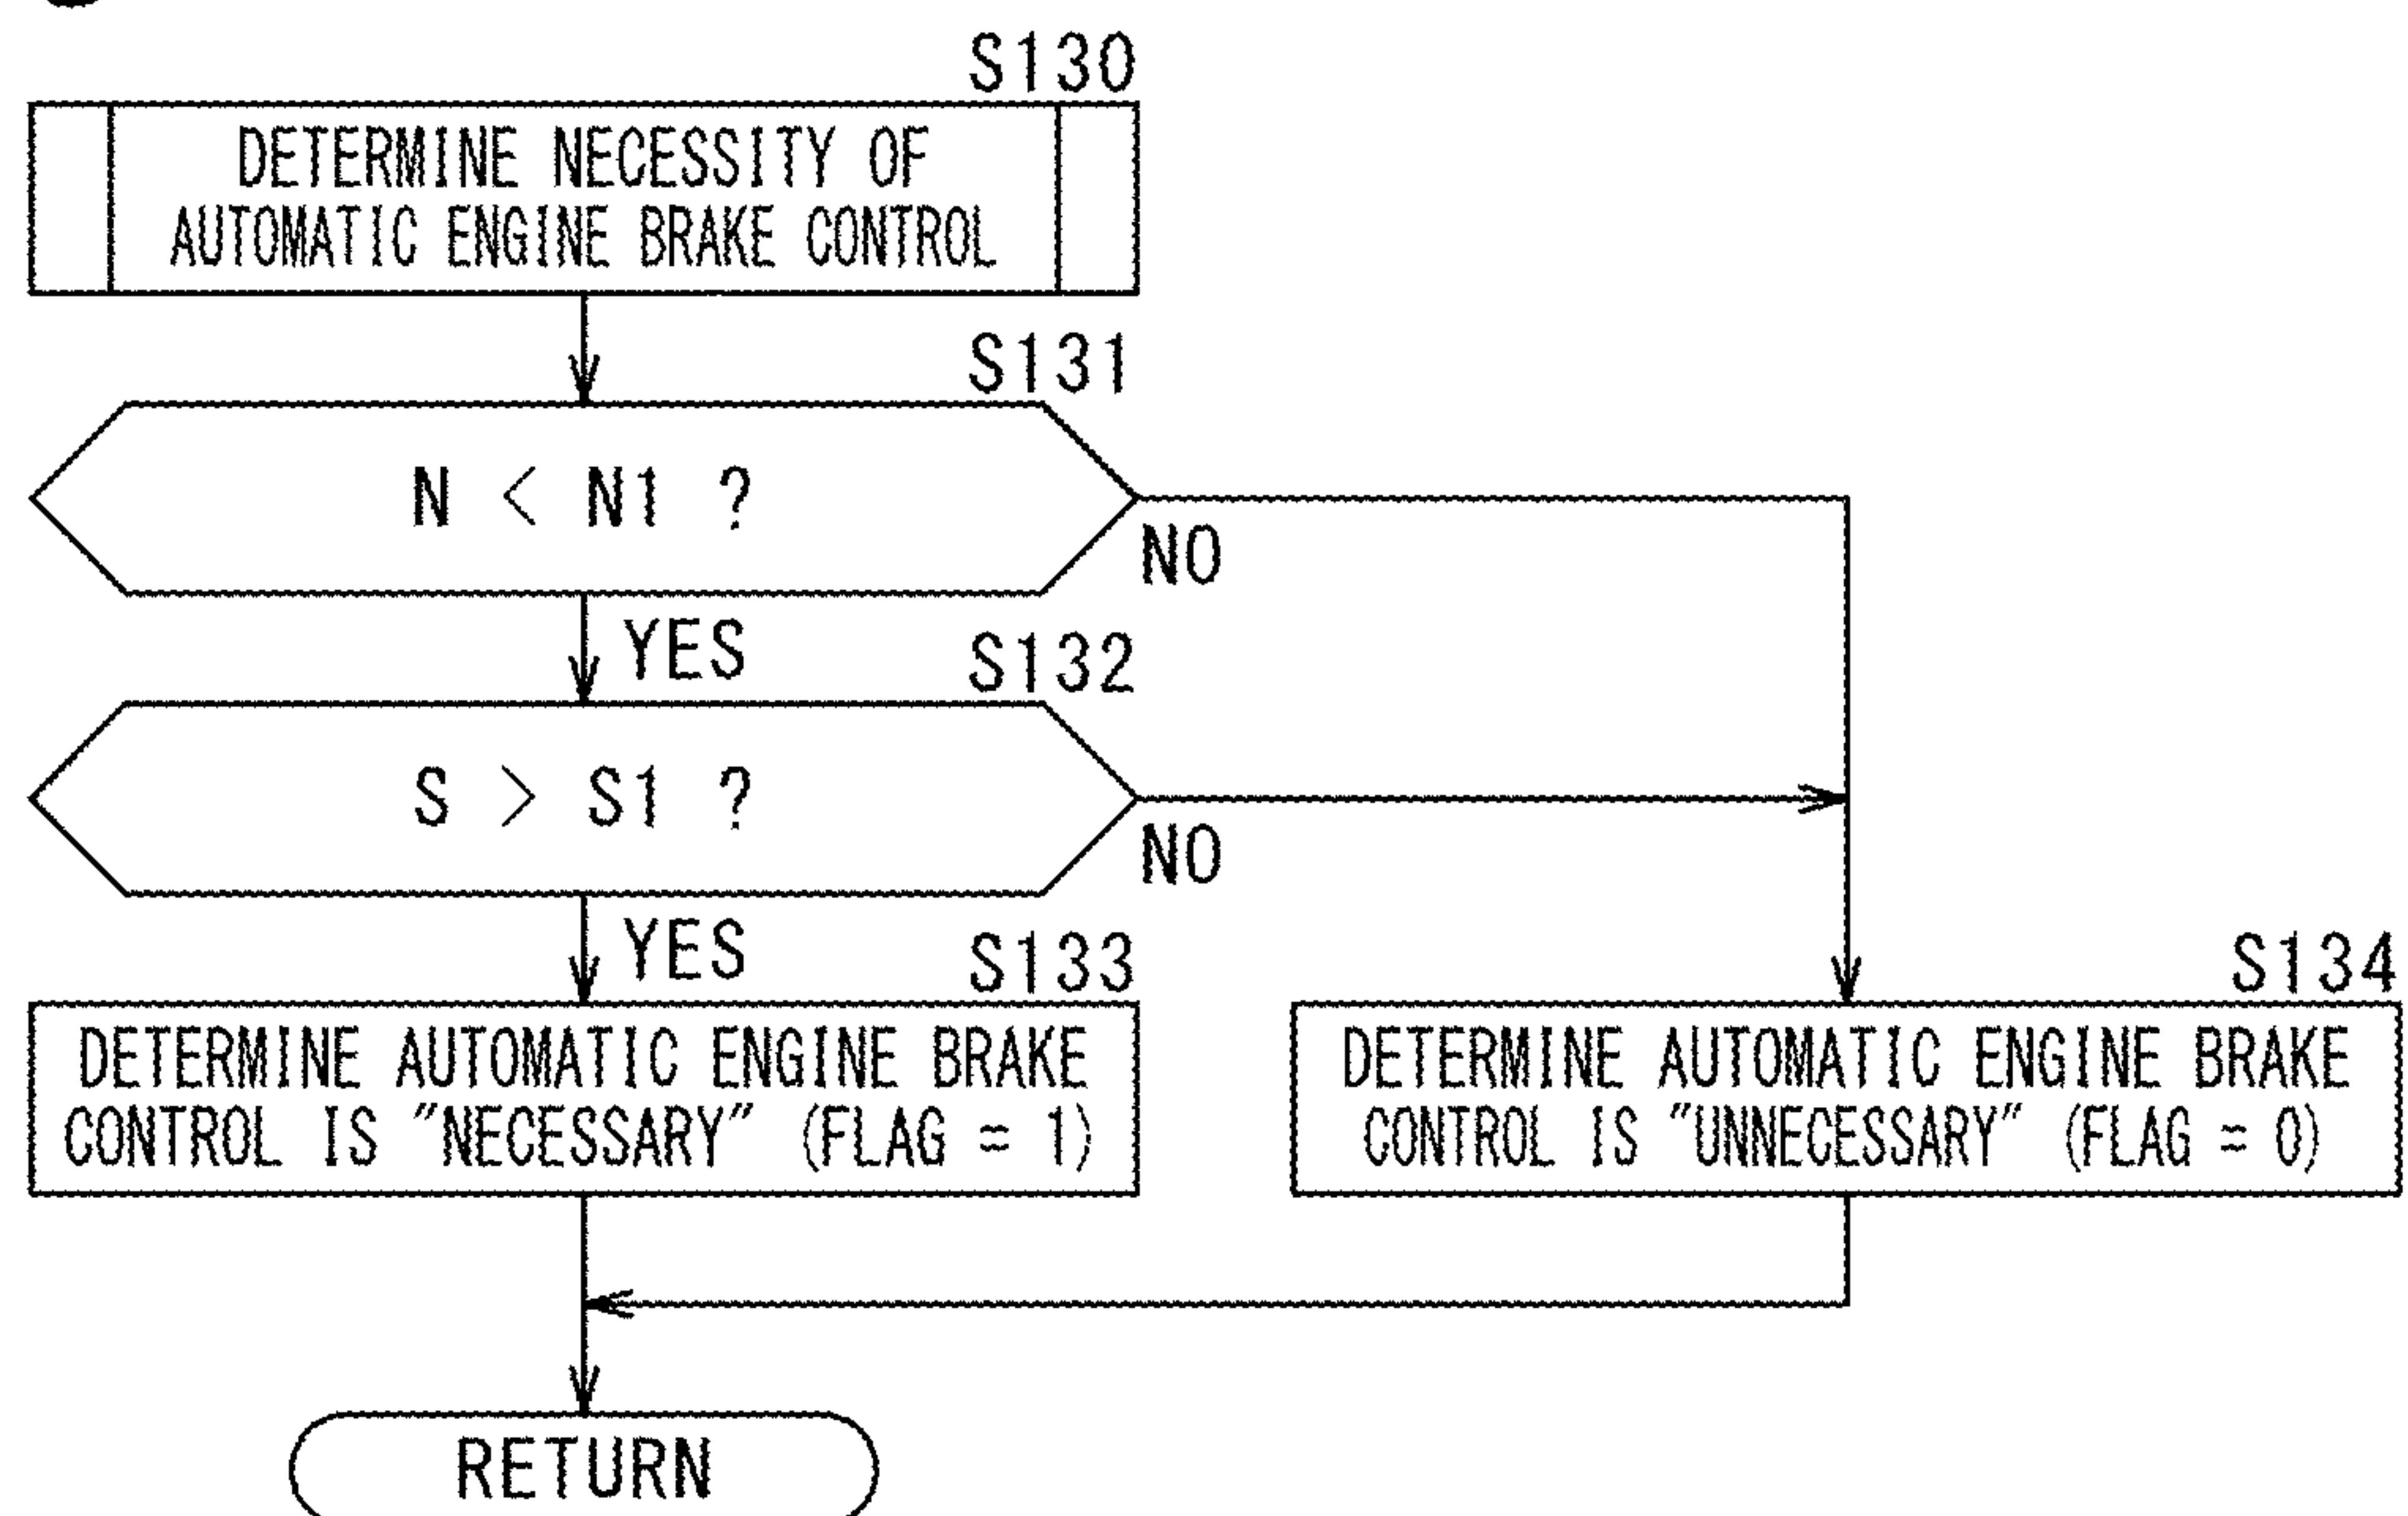 S130
DETERMINE NECESSITY OF
AUTOMATIC ENGINE BRAKE CONTROL
S131
N < N1 ?
NO
YES
S132
S > S1 ?
NO
YES
S133
DETERMINE AUTOMATIC ENGINE BRAKE
CONTROL IS "NECESSARY" (FLAG = 1)
S134
DETERMINE AUTOMATIC ENGINE BRAKE
CONTROL IS "UNNECESSARY" (FLAG = 0)
RETURN